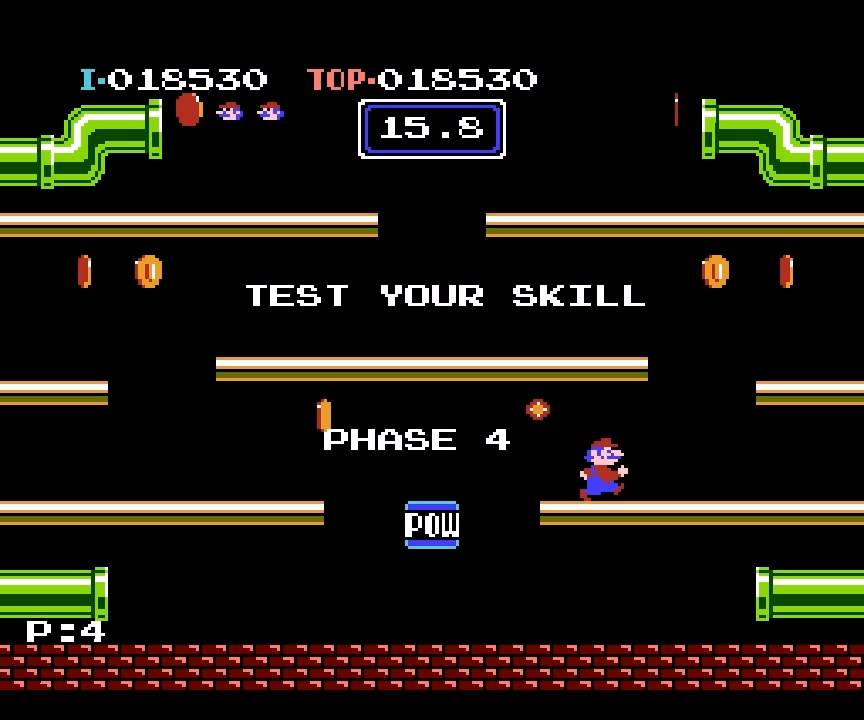 I-018530 TOP-018530
15.8
TEST YOUR SKILL
PHASE 4
POW
P:4